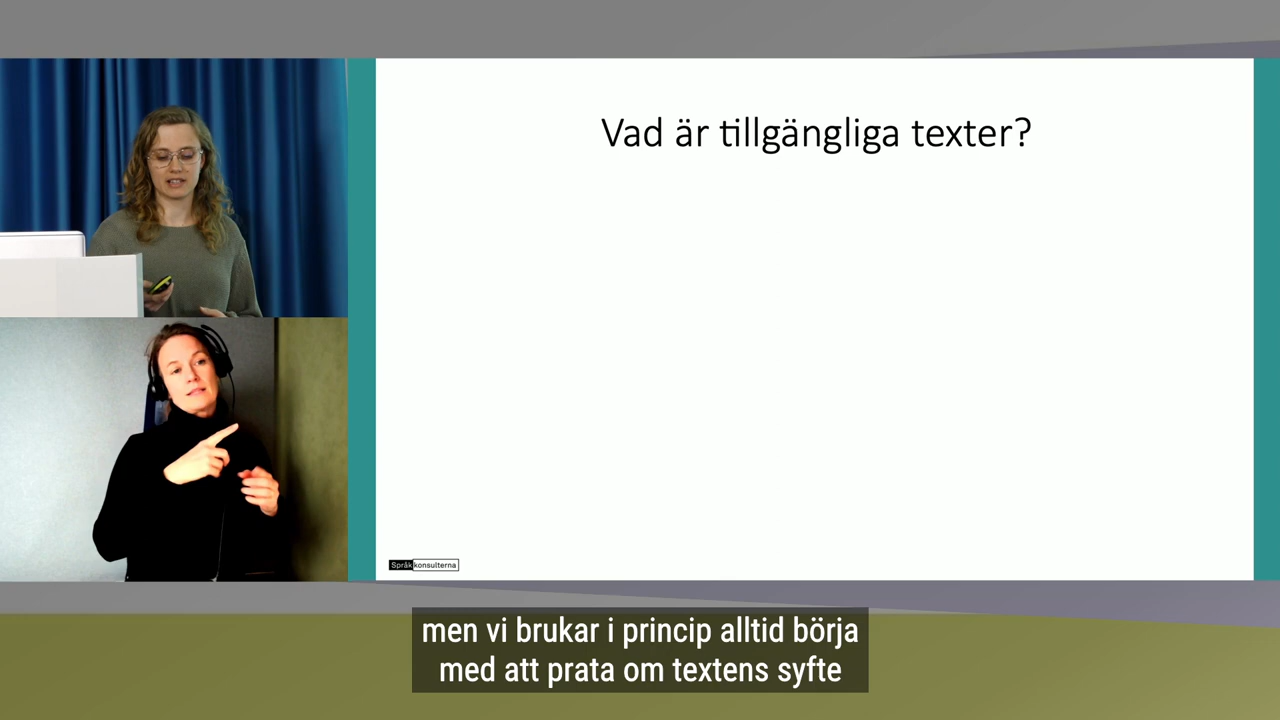 Vad är tillgängliga texter?
Språkkonsulterna
men vi brukar i princip alltid börja
med att prata om textens syfte